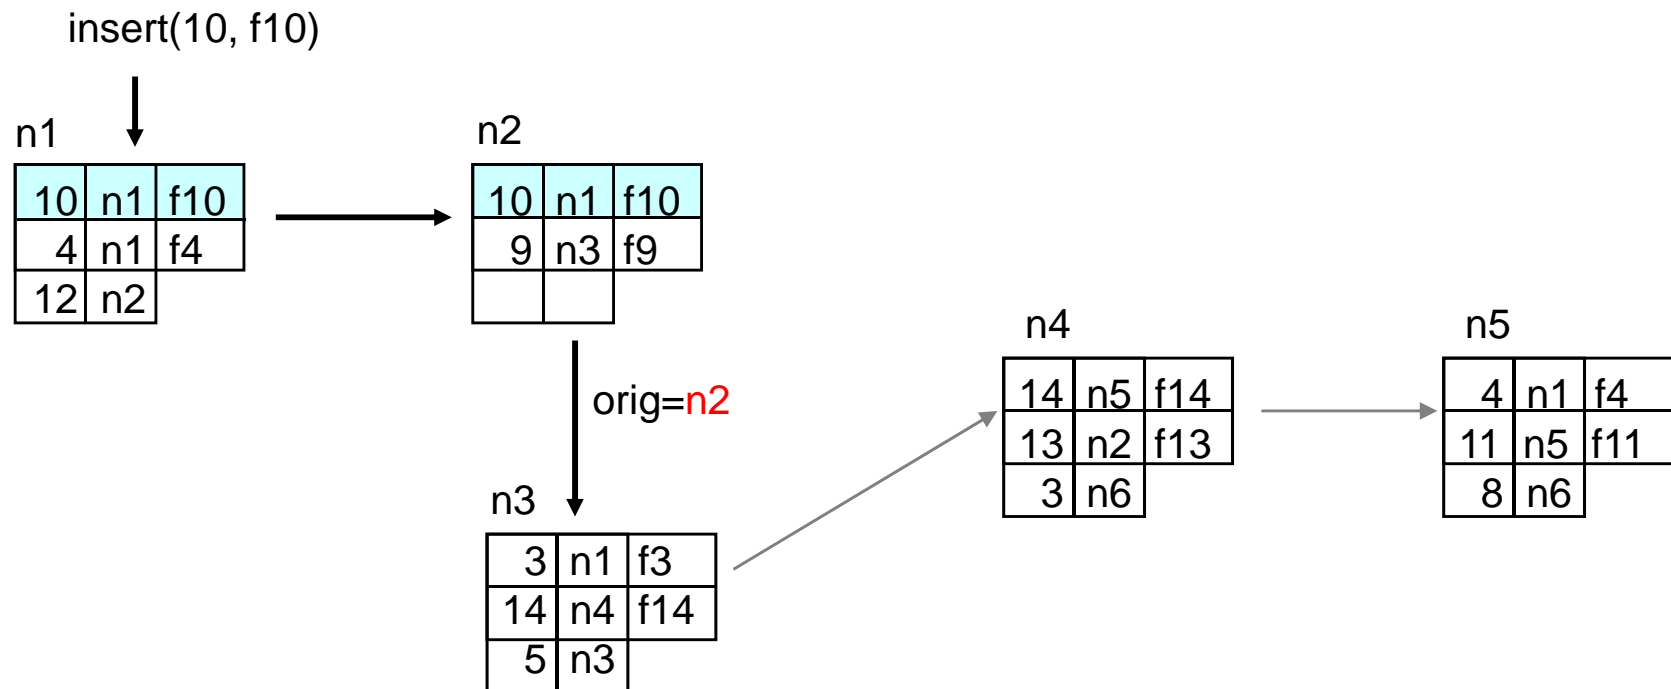 insert(10, f10)
n1
10 n1 f10
4 n1 f4
12 n2
n2
10 n1 f10
9 n3 f9
orig=n2
n3
3 n1 f3
14 n4 f14
5 n3
n4
14 n5 f14
13 n2 f13
3 n6
n5
4 n1 f4
11 n5 f11
8 n6